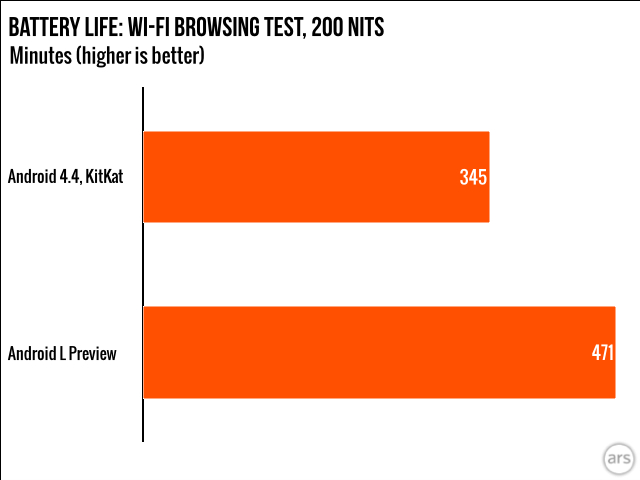 BATTERY LIFE: WI-FI BROWSING TEST, 200 NITS
Minutes (higher is better)
Android 4.4, KitKat
345
Android L Preview
471
ars